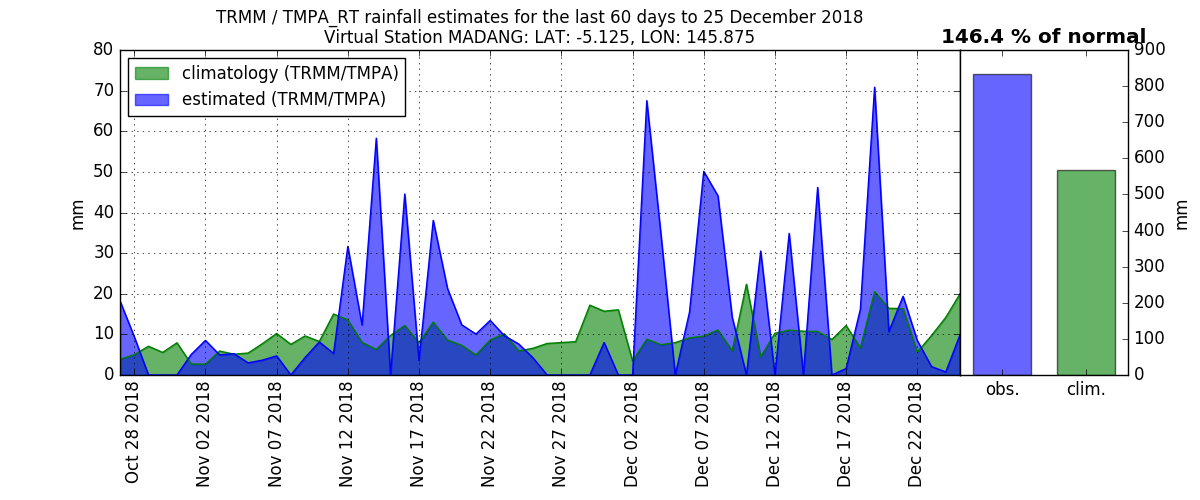 TRMM / TMPA_RT rainfall estimates for the last 60 days to 25 December 2018
Virtual Station MADANG: LAT: -5.125, LON: 145.875
146.4 % of normal
climatology (TRMM/TMPA)
estimated (TRMM/TMPA)
mm
80
70
60
50
40
30
20
10
0
Oct 28 2018
Nov 02 2018
Nov 07 2018
Nov 12 2018
Nov 17 2018
Nov 22 2018
Nov 27 2018
Dec 02 2018
Dec 07 2018
Dec 12 2018
Dec 17 2018
Dec 22 2018
obs.
clim.
900
800
700
600
500
400
300
200
100
0
mm